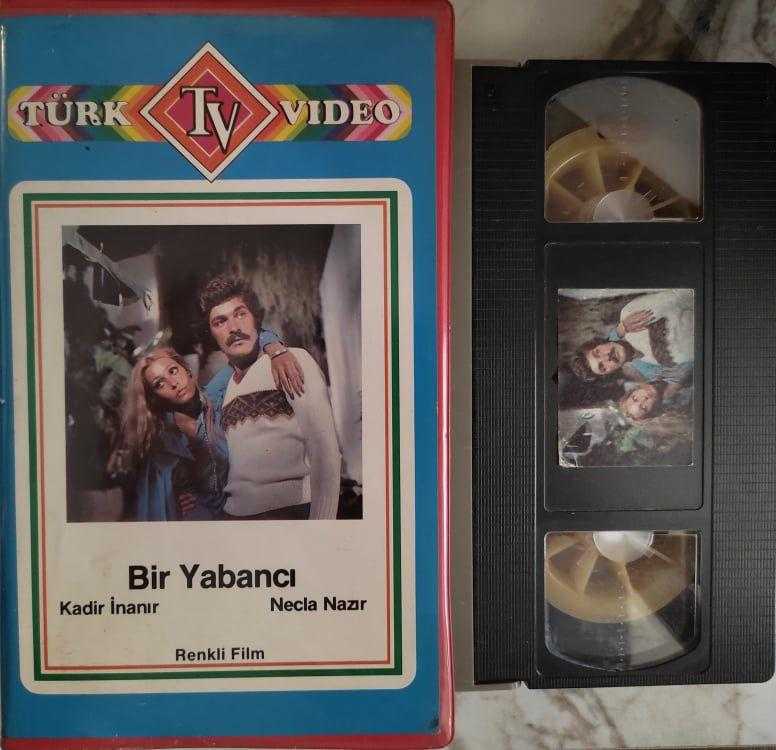 TÜRK TV VIDEO
Bir Yabancı
Kadir İnanır Necla Nazır
Renkli Film